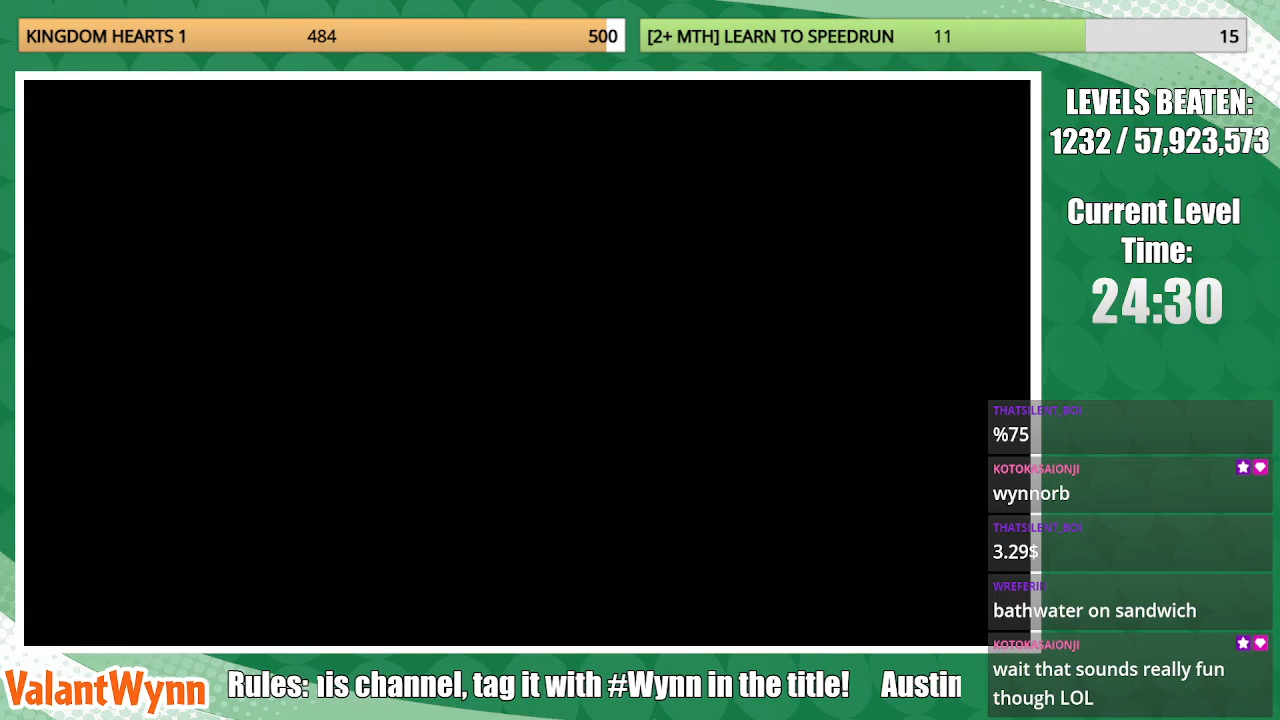 KINGDOM HEARTS 1 484 500
[2+ MTH] LEARN TO SPEEDRUN 11 15
LEVELS BEATEN:
1232 / 57,923,573
Current Level
Time:
24:30
THATSILENT_BOI
%75
KOTOKASAIONJI
wynnorb
THATSILENT_BOI
3.29$
bathwater on sandwich
KOTOKASAIONJI
wait that sounds really fun
though LOL
ValantWynn
Rules: is channel, tag it with #Wynn in the title! Austin